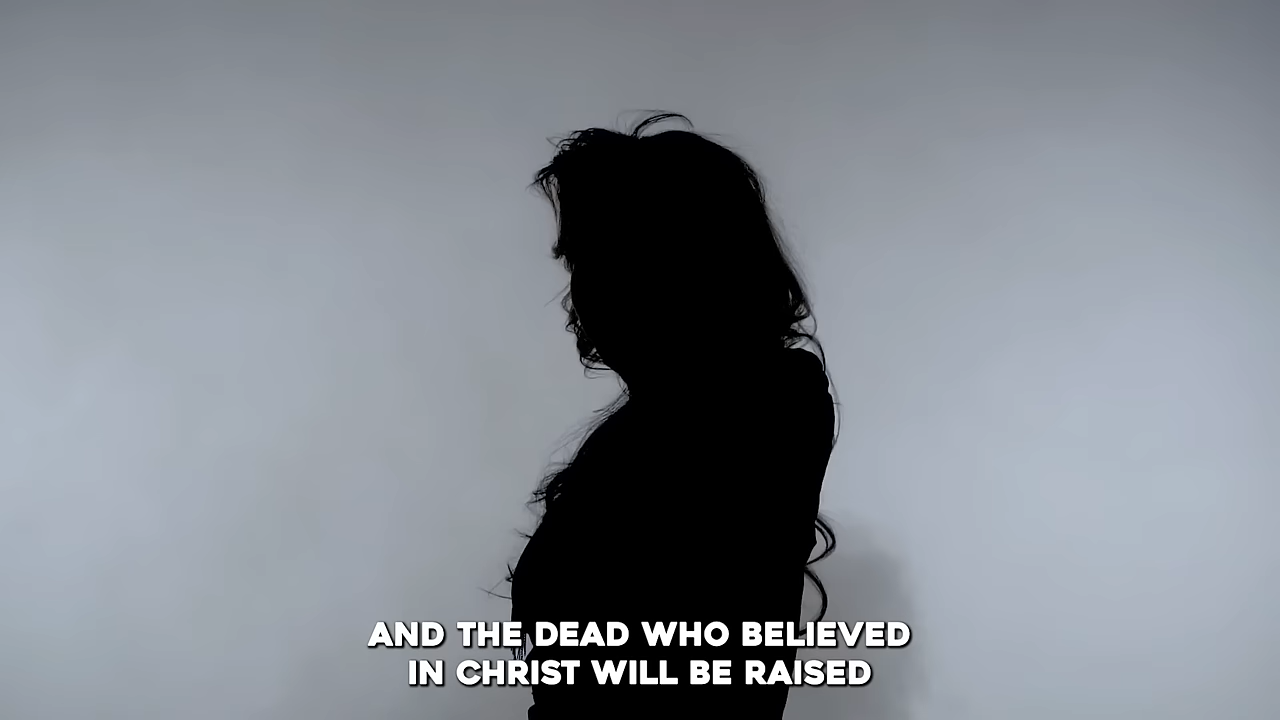 AND THE DEAD WHO BELIEVED
IN CHRIST WILL BE RAISED